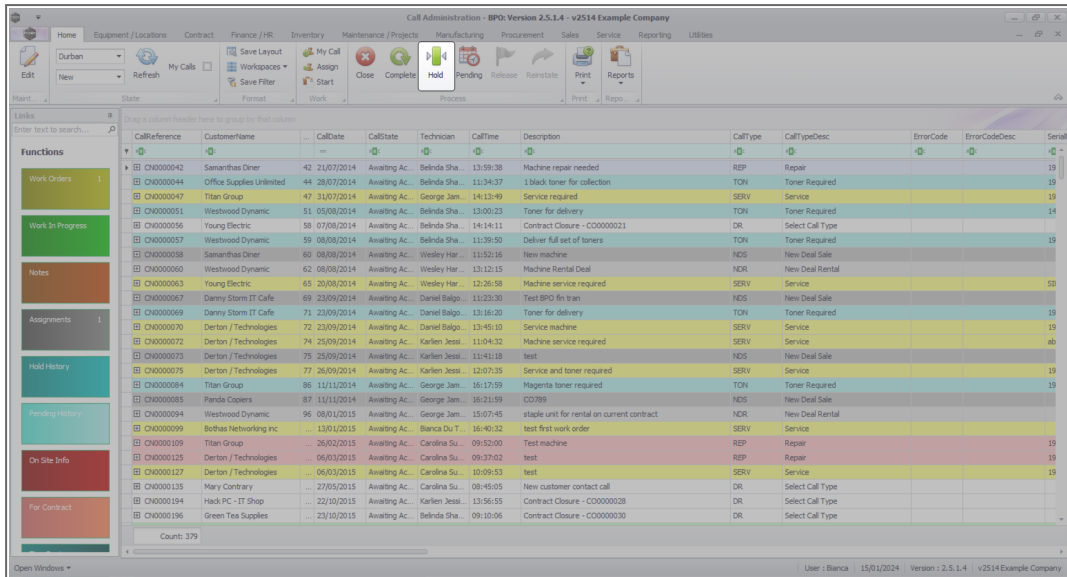 Call Administration - BPO: Version 2.5.1.4 - v2514 Example Company
Home Equipment / Locations Contract Finance / HR Inventory Maintenance / Projects Manufacturing Procurement Sales Service Reporting Utilities
Durban My Calls Save Layout My Call
Workspaces Assign
New Save Filter Start
Edit Refresh Close Complete Hold Pending Release Reinstate Print Reports
Maint... State Format Work Process Print Repo...
Links Drag a column header here to group by that column
Enter text to search...
CallReference CustomerName ... CallDate CallState Technician CallTime Description CallType CallTypeDesc ErrorCode ErrorCodeDesc Serial
Functions
CN0000042 Samanthas Diner 42 21/07/2014 Awaiting Ac... Belinda Sha... 13:59:38 Machine repair needed REP Repair 19
Work Orders 1
CN0000044 Office Supplies Unlimited 44 28/07/2014 Awaiting Ac... Belinda Sha... 11:34:37 1 black toner for collection TON Toner Required 19
CN0000047 Titan Group 47 31/07/2014 Awaiting Ac... George Jam... 14:13:49 Service required SERV Service 19
CN0000051 Westwood Dynamic 51 05/08/2014 Awaiting Ac... Belinda Sha... 13:00:23 Toner for delivery TON Toner Required 14
Work In Progress
CN0000056 Young Electric 58 07/08/2014 Awaiting Ac... Belinda Sha... 14:14:11 Contract Closure - CO0000021 DR Select Call Type
CN0000057 Westwood Dynamic 59 08/08/2014 Awaiting Ac... Belinda Sha... 11:39:50 Deliver full set of toners TON Toner Required 19
CN0000058 Samanthas Diner 60 08/08/2014 Awaiting Ac... Wesley Har... 11:52:16 New machine NDS New Deal Sale
Notes
CN0000060 Westwood Dynamic 62 08/08/2014 Awaiting Ac... Wesley Har... 13:12:15 Machine Rental Deal NDR New Deal Rental
CN0000063 Young Electric 65 20/08/2014 Awaiting Ac... Wesley Har... 12:26:58 Machine service required SERV Service
CN0000067 Danny Storm IT Cafe 69 23/09/2014 Awaiting Ac... Daniel Balgo... 11:23:30 Test BPO fin tran NDS New Deal Sale
Assignments 1
CN0000069 Danny Storm IT Cafe 71 23/09/2014 Awaiting Ac... Daniel Balgo... 13:16:20 Toner for delivery TON Toner Required 19
CN0000070 Derton / Technologies 72 23/09/2014 Awaiting Ac... Daniel Balgo... 13:45:10 Service machine SERV Service 19
CN0000072 Derton / Technologies 74 25/09/2014 Awaiting Ac... Karlien Jessi... 11:04:32 Machine service required SERV Service ab
CN0000073 Derton / Technologies 75 25/09/2014 Awaiting Ac... Karlien Jessi... 11:41:18 test NDS New Deal Sale
Hold History
CN0000075 Derton / Technologies 77 26/09/2014 Awaiting Ac... Karlien Jessi... 12:07:35 Service and toner required SERV Service 19
CN0000084 Titan Group 86 11/11/2014 Awaiting Ac... George Jam... 16:17:59 Magenta toner required TON Toner Required 19
CN0000085 Panda Copiers 87 11/11/2014 Awaiting Ac... George Jam... 16:21:59 CO789 NDS New Deal Sale
Pending History
CN0000094 Westwood Dynamic 96 08/01/2015 Awaiting Ac... George Jam... 15:07:45 staple unit for rental on current contract NDR New Deal Rental
CN0000099 Bothas Networking inc ... 13/01/2015 Awaiting Ac... Bianca Du T... 16:40:32 test first work order SERV Service
CN0000109 Titan Group ... 26/02/2015 Awaiting Ac... Carolina Su... 09:52:00 Test machine REP Repair 19
On Site Info
CN0000125 Derton / Technologies ... 06/03/2015 Awaiting Ac... Carolina Su... 09:37:02 test REP Repair 19
CN0000127 Derton / Technologies ... 06/03/2015 Awaiting Ac... Carolina Su... 10:09:53 test SERV Service 19
CN0000135 Mary Contrary ... 27/05/2015 Awaiting Ac... Carolina Su... 08:45:05 New customer contact call DR Select Call Type
For Contract
CN0000194 Hack PC - IT Shop ... 22/10/2015 Awaiting Ac... Karlien Jessi... 13:56:55 Contract Closure - CO0000028 DR Select Call Type
CN0000196 Green Tea Supplies ... 23/10/2015 Awaiting Ac... Belinda Sha... 09:10:06 Contract Closure - CO0000030 DR Select Call Type
Count: 379
Open Windows User : Bianca 15/01/2024 Version : 2.5.1.4 v2514 Example Company